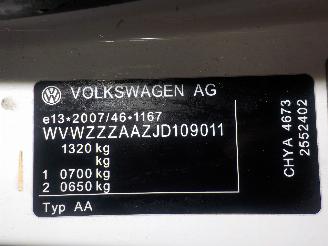 VOLKSWAGEN AG
e13*2007/46*1167
WVWZZZAAZJD109011
1320 kg
kg
1 0700 kg
2 0650 kg
Typ AA
CHYA 4673
2552402